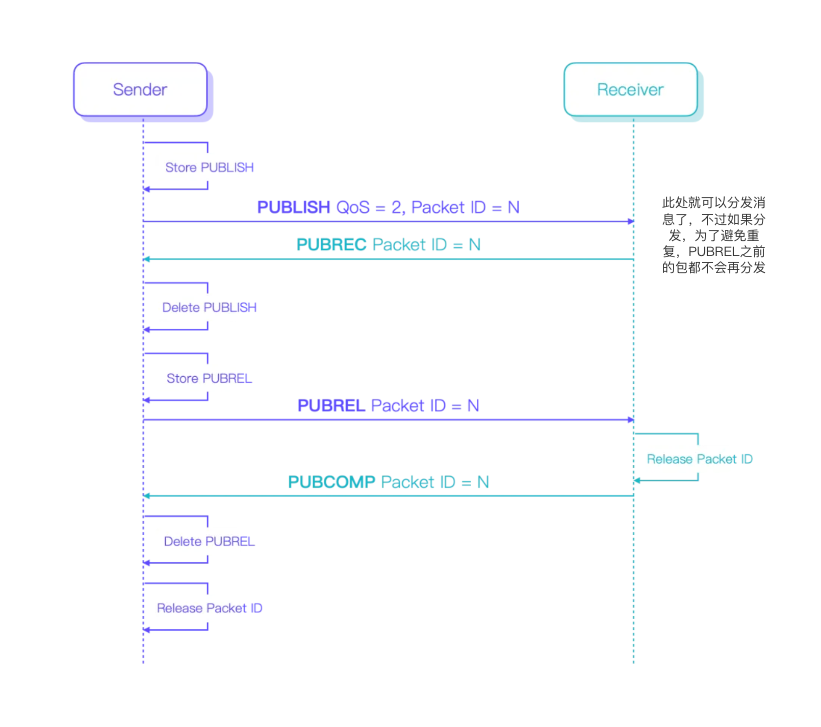 Sender
Receiver
Store PUBLISH
PUBLISH QoS = 2, Packet ID = N
此处就可以分发消
息了，不过如果分
发，为了避免重
复，PUBREL之前
的包都不会再分发
PUBREC Packet ID = N
Delete PUBLISH
Store PUBREL
PUBREL Packet ID = N
Release Packet ID
PUBCOMP Packet ID = N
Delete PUBREL
Release Packet ID